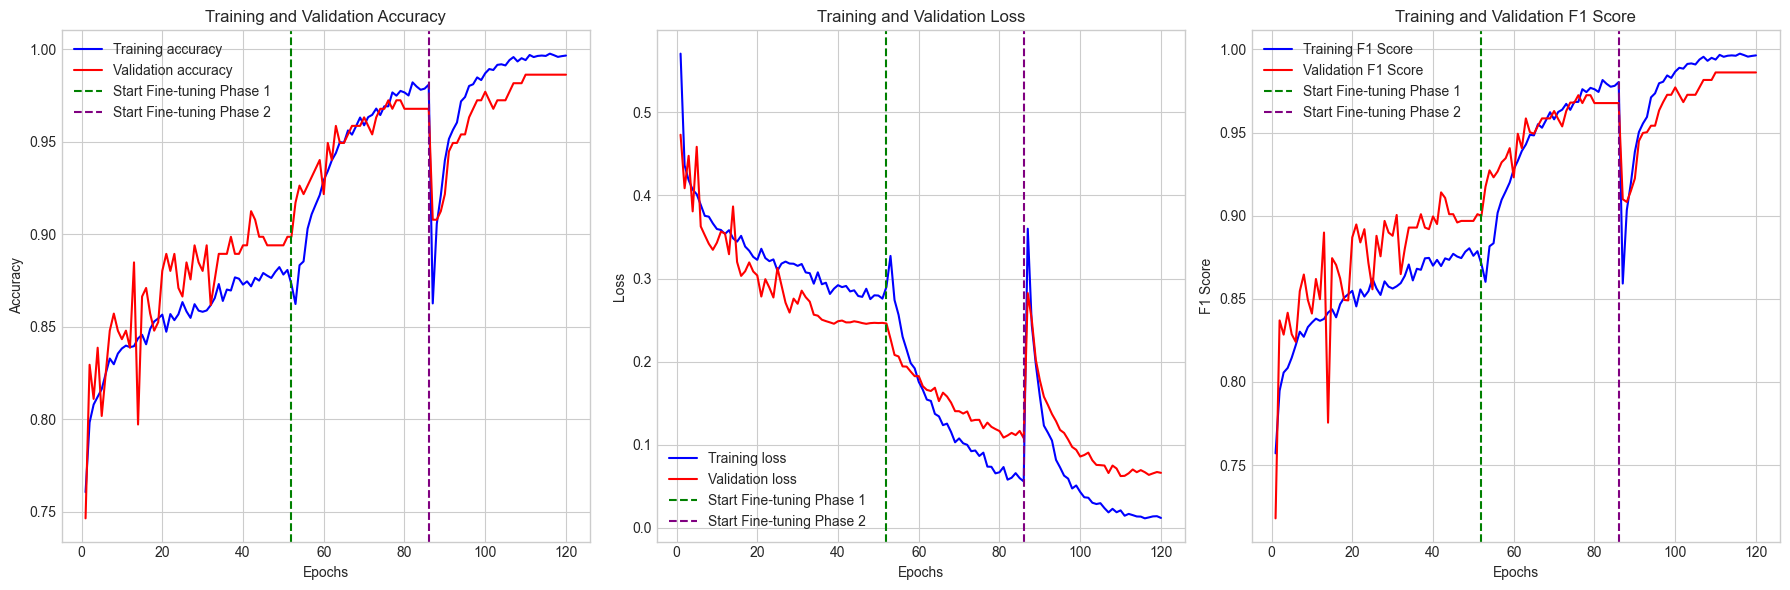 Training and Validation Accuracy
Training accuracy
Validation accuracy
Start Fine-tuning Phase 1
Start Fine-tuning Phase 2
1.00
0.95
0.90
0.85
0.80
0.75
Accuracy
0 20 40 60 80 100 120
Epochs
Training and Validation Loss
0.5
0.4
0.3
0.2
0.1
0.0
Loss
Training loss
Validation loss
Start Fine-tuning Phase 1
Start Fine-tuning Phase 2
0 20 40 60 80 100 120
Epochs
Training and Validation F1 Score
Training F1 Score
Validation F1 Score
Start Fine-tuning Phase 1
Start Fine-tuning Phase 2
1.00
0.95
0.90
0.85
0.80
0.75
F1 Score
0 20 40 60 80 100 120
Epochs